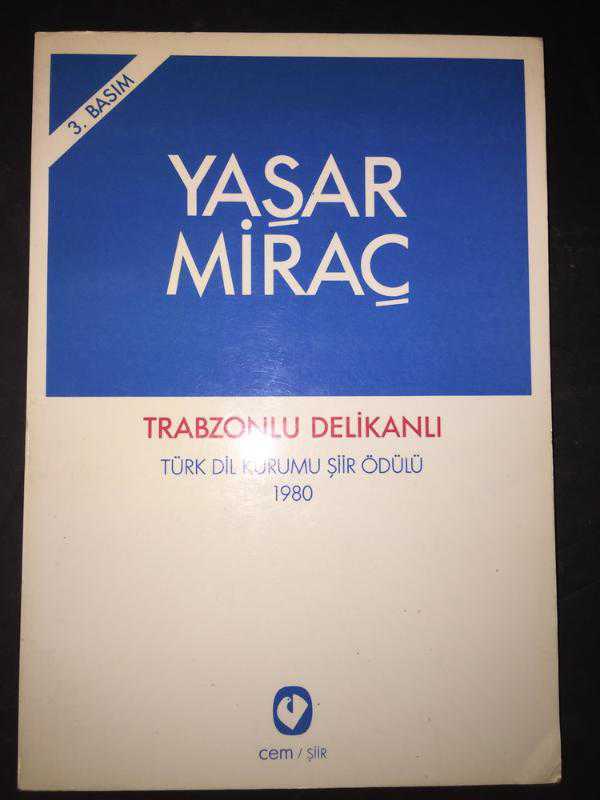 3. BASIM
YAŞAR
MİRAÇ
TRABZONLU DELİKANLI
TÜRK DİL KURUMU ŞİİR ÖDÜLÜ
1980
cem / ŞİİR